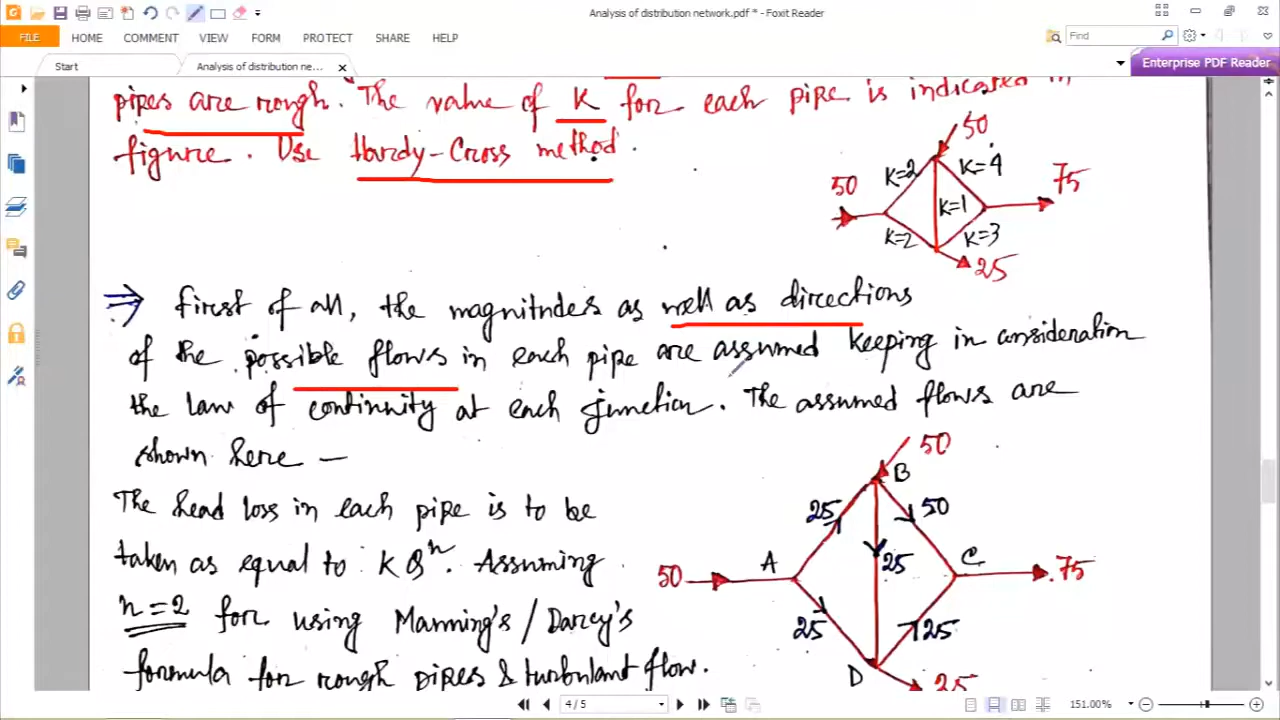 Analysis of distribution network.pdf * - Foxit Reader
FILE HOME COMMENT VIEW FORM PROTECT SHARE HELP
Find
Start Analysis of distribution ne... Enterprise PDF Reader
pipes are rough. The value of K for each pipe is indicated in
figure. Use Hardy-Cross method.
50
K=2 K=4
50 75
K=1
K=2 K=3
25
⇒ First of all, the magnitudes as well as directions
of the possible flows in each pipe are assumed keeping in consideration
the law of continuity at each junction. The assumed flows are
shown here —
The head loss in each pipe is to be
taken as equal to KQⁿ. Assuming
n=2 for using Manning's / Darcy's
formula for rough pipes & turbulant flow.
50
B
25 50
A 25 C
50 75
25 25
D
25
4 / 5
151.00%